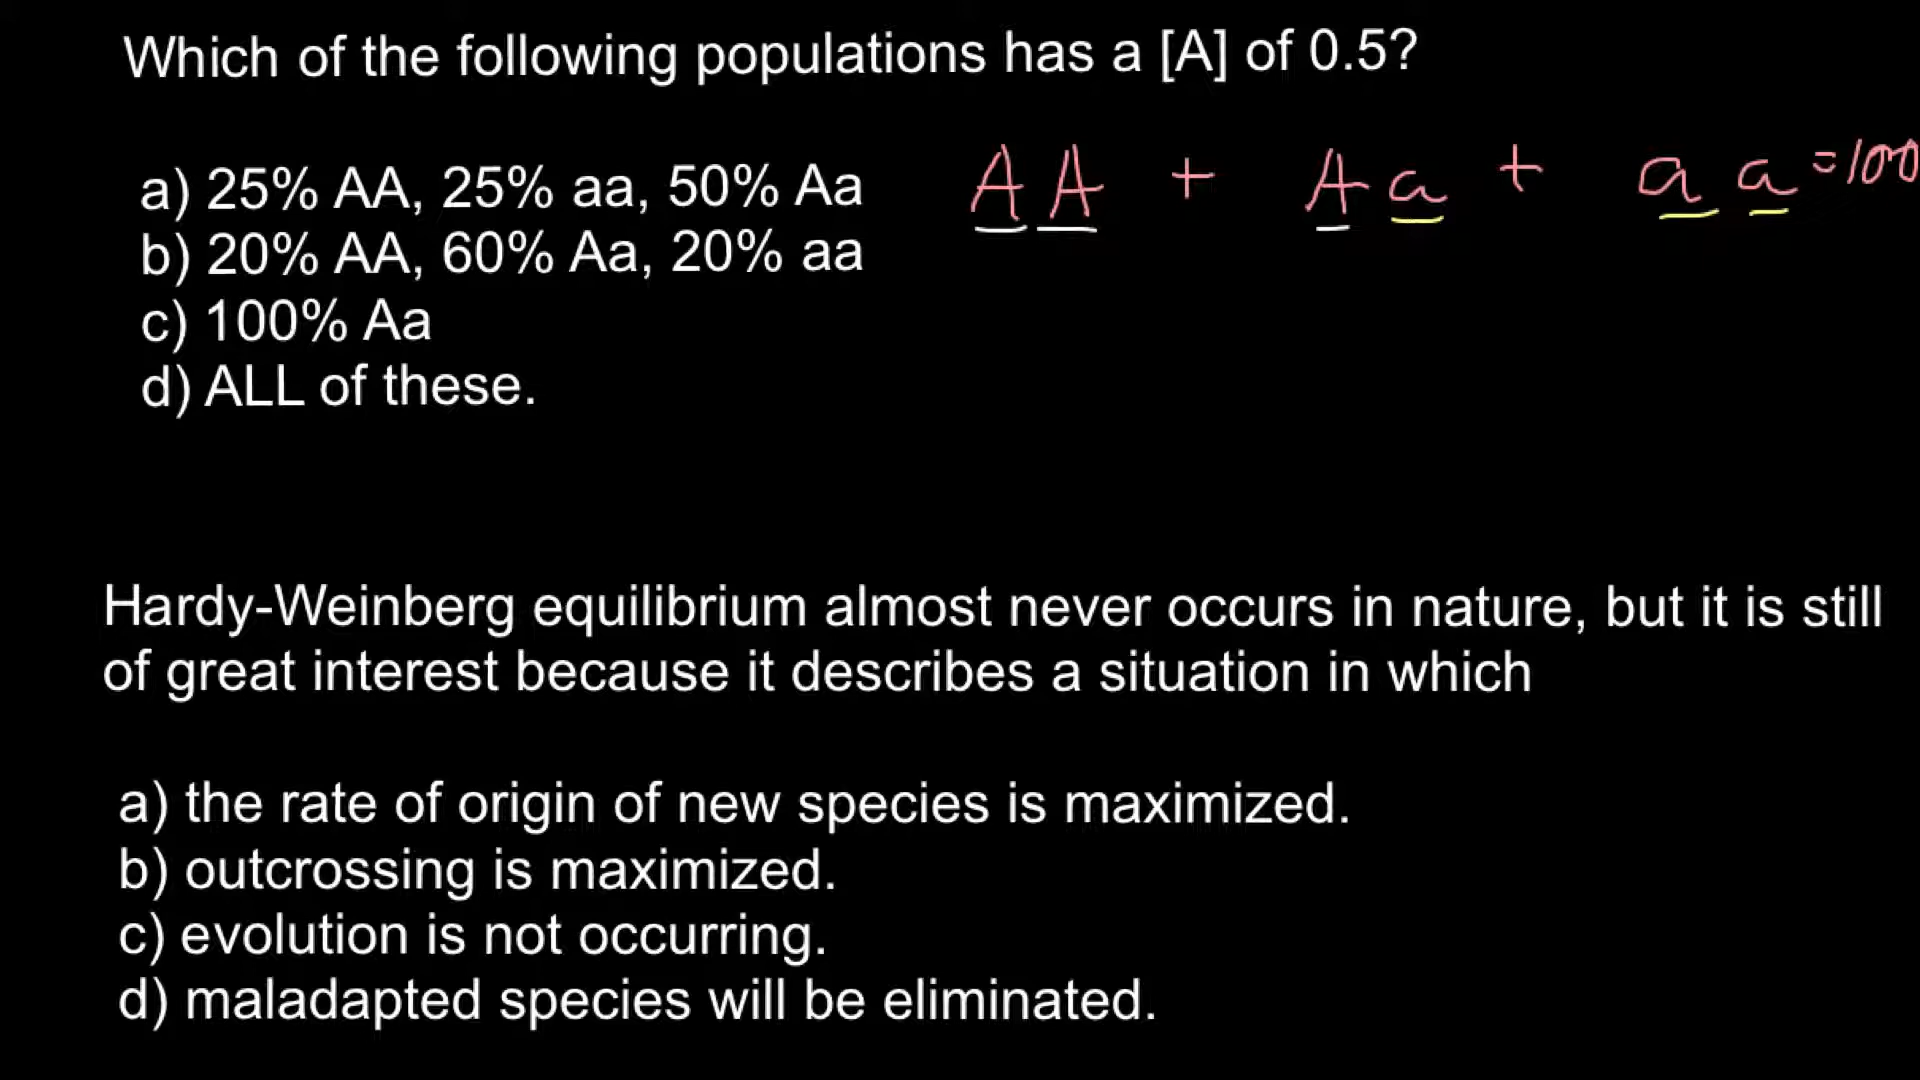 Which of the following populations has a [A] of 0.5?
a) 25% AA, 25% aa, 50% Aa
AA + Aa + aa = 100
b) 20% AA, 60% Aa, 20% aa
c) 100% Aa
d) ALL of these.
Hardy-Weinberg equilibrium almost never occurs in nature, but it is still
of great interest because it describes a situation in which
a) the rate of origin of new species is maximized.
b) outcrossing is maximized.
c) evolution is not occurring.
d) maladapted species will be eliminated.